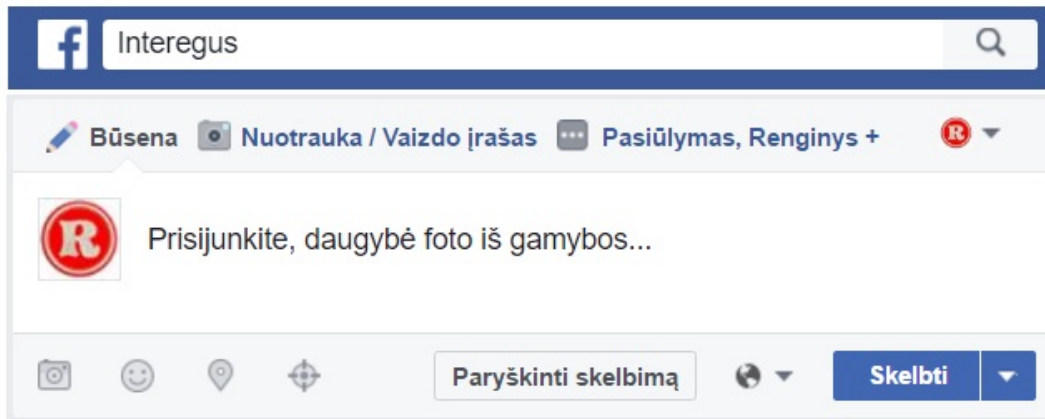 Interegus
Būsena Nuotrauka / Vaizdo įrašas Pasiūlymas, Renginys +
Prisijunkite, daugybė foto iš gamybos...
Paryškinti skelbimą Skelbti